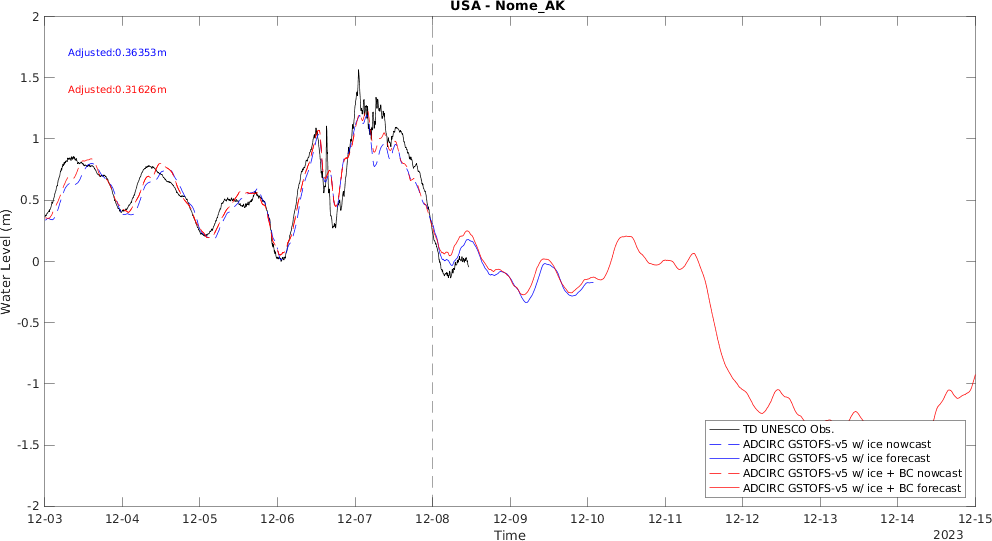 USA - Nome_AK
Adjusted:0.36353m
Adjusted:0.31626m
Water Level (m)
2
1.5
1
0.5
0
-0.5
-1
-1.5
-2
TD UNESCO Obs.
ADCIRC GSTOFS-v5 w/ ice nowcast
ADCIRC GSTOFS-v5 w/ ice forecast
ADCIRC GSTOFS-v5 w/ ice + BC nowcast
ADCIRC GSTOFS-v5 w/ ice + BC forecast
12-03 12-04 12-05 12-06 12-07 12-08 12-09 12-10 12-11 12-12 12-13 12-14 12-15
Time
2023